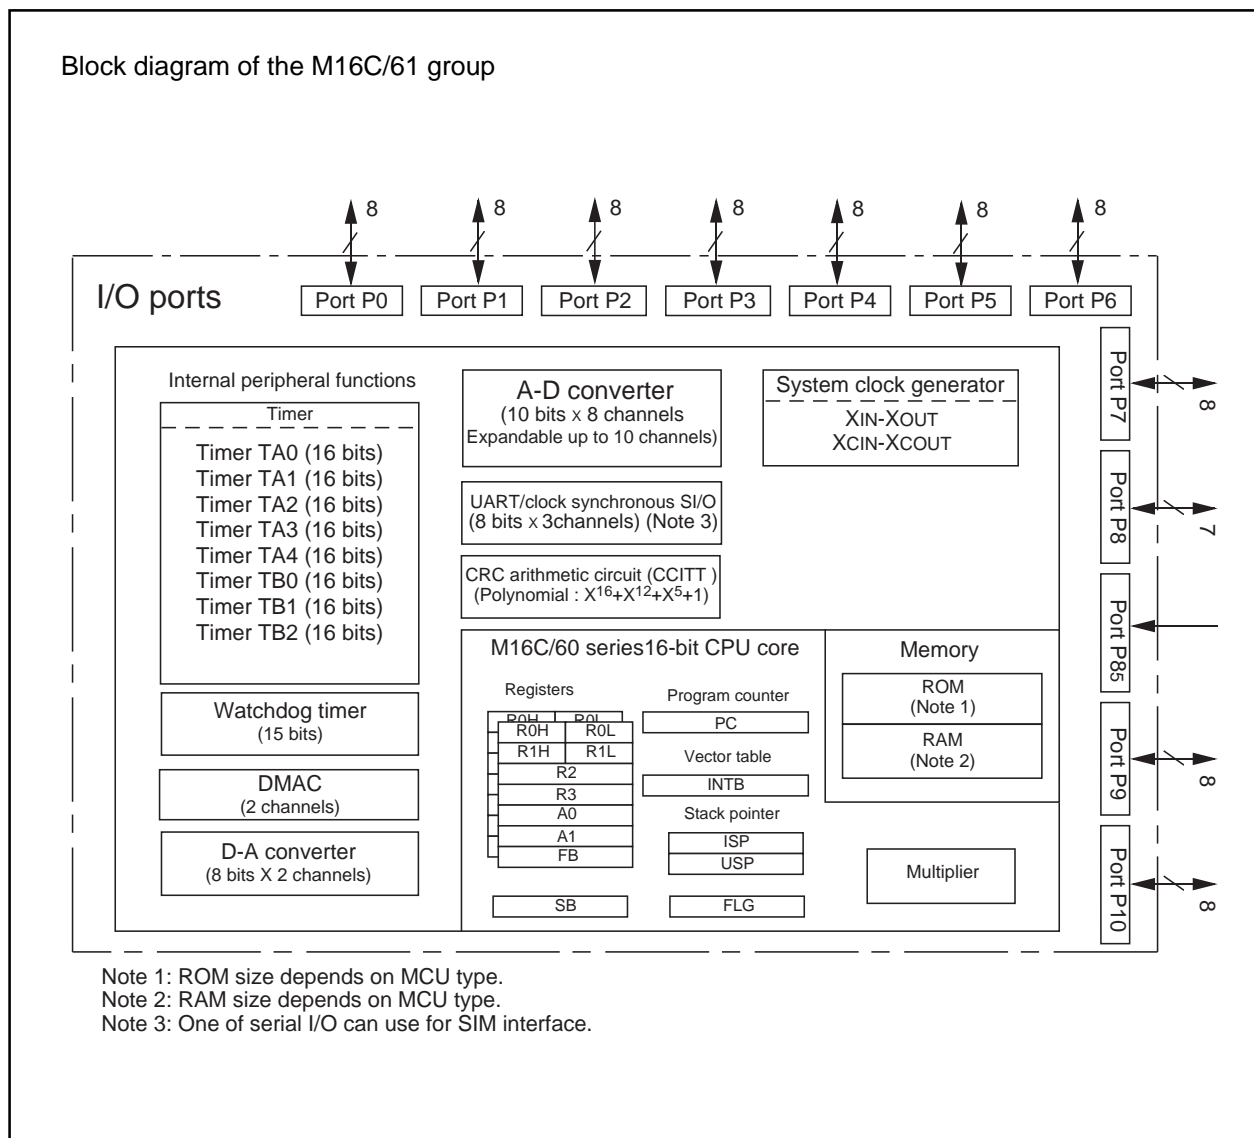 Block diagram of the M16C/61 group
8
8
8
8
8
8
8
I/O ports
Port P0
Port P1
Port P2
Port P3
Port P4
Port P5
Port P6
Port P7
8
Port P8
7
Port P85
Port P9
8
Port P10
8
Internal peripheral functions
Timer
Timer TA0 (16 bits)
Timer TA1 (16 bits)
Timer TA2 (16 bits)
Timer TA3 (16 bits)
Timer TA4 (16 bits)
Timer TB0 (16 bits)
Timer TB1 (16 bits)
Timer TB2 (16 bits)
Watchdog timer
(15 bits)
DMAC
(2 channels)
D-A converter
(8 bits X 2 channels)
A-D converter
(10 bits x 8 channels
Expandable up to 10 channels)
UART/clock synchronous SI/O
(8 bits x 3channels) (Note 3)
CRC arithmetic circuit (CCITT )
(Polynomial : X16+X12+X5+1)
System clock generator
XIN-XOUT
XCIN-XCOUT
M16C/60 series16-bit CPU core
Registers
R0H R0L
R0H R0L
R1H R1L
R2
R3
A0
A1
FB
SB
Program counter
PC
Vector table
INTB
Stack pointer
ISP
USP
FLG
Memory
ROM
(Note 1)
RAM
(Note 2)
Multiplier
Note 1: ROM size depends on MCU type.
Note 2: RAM size depends on MCU type.
Note 3: One of serial I/O can use for SIM interface.